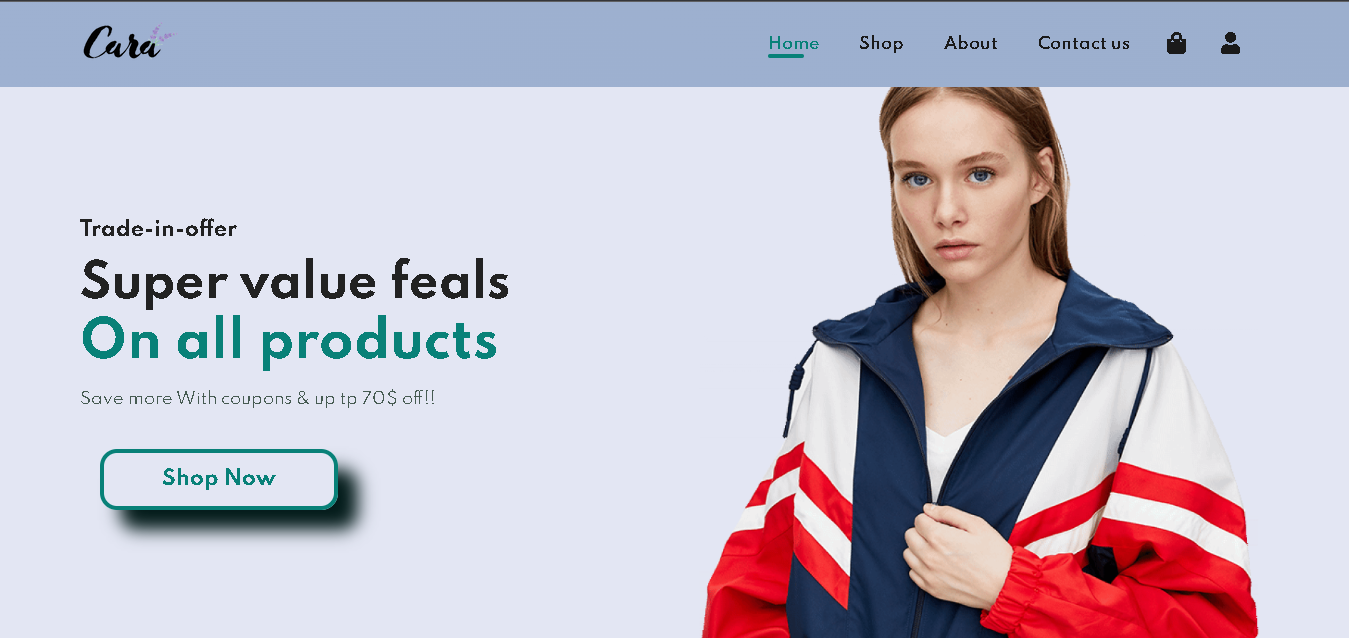 Cara
Home Shop About Contact us
Trade-in-offer
Super value feals
On all products
Save more With coupons & up tp 70$ off!!
Shop Now